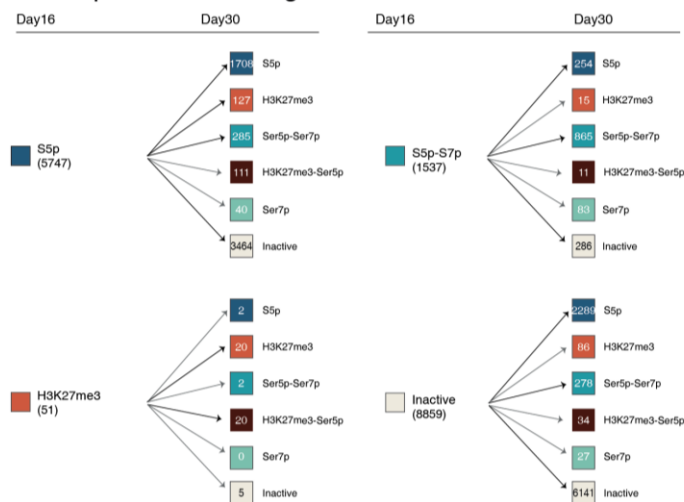 Day16 Day30 Day16 Day30
1708 S5p
127 H3K27me3
285 Ser5p-Ser7p
S5p
(5747)
111 H3K27me3-Ser5p
40 Ser7p
3464 Inactive
254 S5p
15 H3K27me3
865 Ser5p-Ser7p
S5p-S7p
(1537)
11 H3K27me3-Ser5p
83 Ser7p
286 Inactive
2 S5p
20 H3K27me3
2 Ser5p-Ser7p
H3K27me3
(51)
20 H3K27me3-Ser5p
0 Ser7p
5 Inactive
2289 S5p
86 H3K27me3
278 Ser5p-Ser7p
Inactive
(8859)
34 H3K27me3-Ser5p
27 Ser7p
6141 Inactive